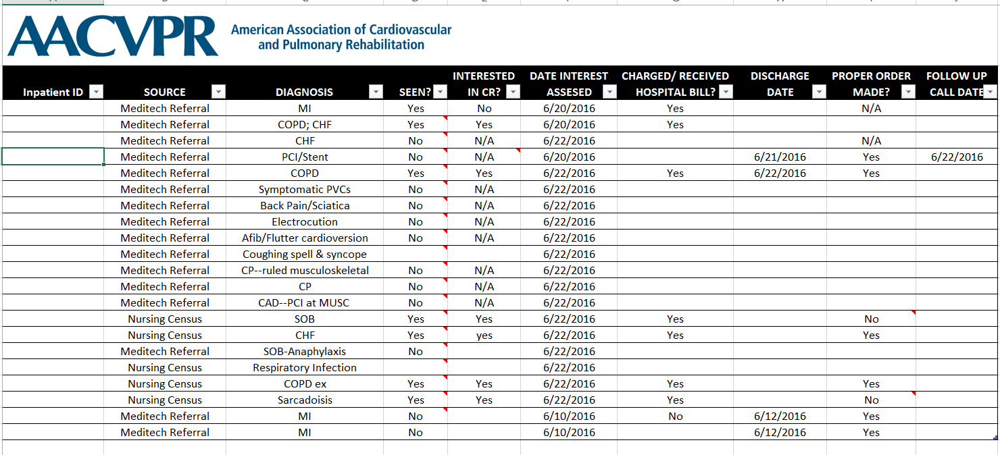 AACVPR
American Association of Cardiovascular
and Pulmonary Rehabilitation
INTERESTED DATE INTEREST CHARGED/ RECEIVED DISCHARGE PROPER ORDER FOLLOW UP
Inpatient ID SOURCE DIAGNOSIS SEEN? IN CR? ASSESED HOSPITAL BILL? DATE MADE? CALL DATE
Meditech Referral MI Yes No 6/20/2016 Yes N/A
Meditech Referral COPD; CHF Yes Yes 6/20/2016 Yes
Meditech Referral CHF No N/A 6/22/2016 N/A
Meditech Referral PCI/Stent No N/A 6/20/2016 6/21/2016 Yes 6/22/2016
Meditech Referral COPD Yes Yes 6/22/2016 Yes 6/22/2016 Yes
Meditech Referral Symptomatic PVCs No N/A 6/22/2016
Meditech Referral Back Pain/Sciatica No N/A 6/22/2016
Meditech Referral Electrocution No N/A 6/22/2016
Meditech Referral Afib/Flutter cardioversion No N/A 6/22/2016
Meditech Referral Coughing spell & syncope 6/22/2016
Meditech Referral CP--ruled musculoskeletal No N/A 6/22/2016
Meditech Referral CP No N/A 6/22/2016
Meditech Referral CAD--PCI at MUSC No N/A 6/22/2016
Nursing Census SOB Yes Yes 6/22/2016 Yes No
Nursing Census CHF Yes yes 6/22/2016 Yes Yes
Meditech Referral SOB-Anaphylaxis No 6/22/2016
Nursing Census Respiratory Infection 6/22/2016
Nursing Census COPD ex Yes Yes 6/22/2016 Yes Yes
Nursing Census Sarcadoisis Yes Yes 6/22/2016 Yes No
Meditech Referral MI No 6/10/2016 No 6/12/2016 Yes
Meditech Referral MI No 6/10/2016 6/12/2016 Yes